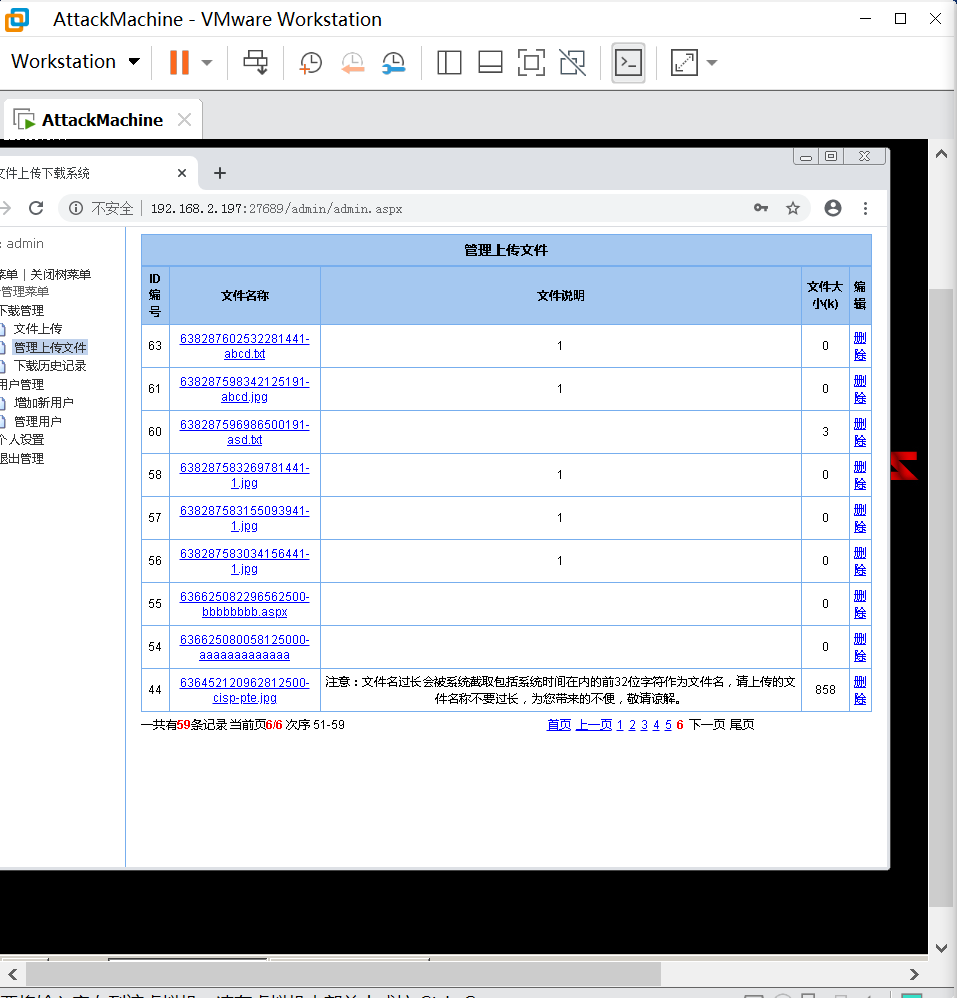 AttackMachine - VMware Workstation
Workstation
AttackMachine
文件上传下载系统
不安全 192.168.2.197:27689/admin/admin.aspx
: admin
菜单 | 关闭树菜单
管理菜单
下载管理
文件上传
管理上传文件
下载历史记录
用户管理
增加新用户
管理用户
个人设置
退出管理
管理上传文件
ID编号 文件名称 文件说明 文件大小(k) 编辑
63 638287602532281441-abcd.txt 1 0 删除
61 638287598342125191-abcd.jpg 1 0 删除
60 638287596986500191-asd.txt 3 删除
58 638287583269781441-1.jpg 1 0 删除
57 638287583155093941-1.jpg 1 0 删除
56 638287583034156441-1.jpg 1 0 删除
55 636625082296562500-bbbbbbbb.aspx 0 删除
54 636625080058125000-aaaaaaaaaaaaa 0 删除
44 636452120962812500-cisp-pte.jpg 注意：文件名过长会被系统截取包括系统时间在内的前32位字符作为文件名，请上传的文件名称不要过长，为您带来的不便，敬请谅解。 858 删除
一共有59条记录 当前页6/6 次序 51-59 首页 上一页 1 2 3 4 5 6 下一页 尾页